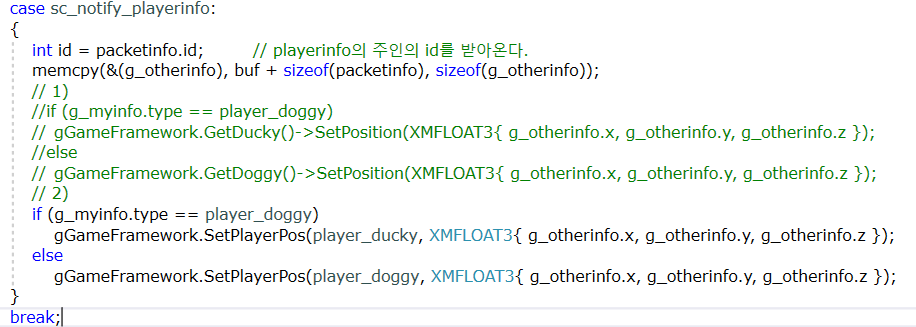 case sc_notify_playerinfo:
{
int id = packetinfo.id; // playerinfo의 주인의 id를 받아온다.
memcpy(&(g_otherinfo), buf + sizeof(packetinfo), sizeof(g_otherinfo));
// 1)
//if (g_myinfo.type == player_doggy)
// gGameFramework.GetDucky()->SetPosition(XMFLOAT3{ g_otherinfo.x, g_otherinfo.y, g_otherinfo.z });
//else
// gGameFramework.GetDoggy()->SetPosition(XMFLOAT3{ g_otherinfo.x, g_otherinfo.y, g_otherinfo.z });
// 2)
if (g_myinfo.type == player_doggy)
gGameFramework.SetPlayerPos(player_ducky, XMFLOAT3{ g_otherinfo.x, g_otherinfo.y, g_otherinfo.z });
else
gGameFramework.SetPlayerPos(player_doggy, XMFLOAT3{ g_otherinfo.x, g_otherinfo.y, g_otherinfo.z });
}
break;